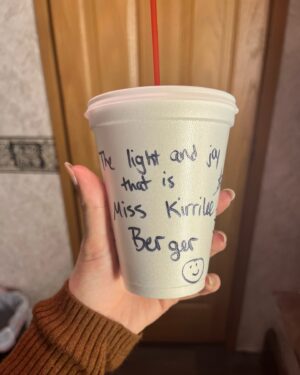 The light and joy
that is
Miss Kirrilee
Berger